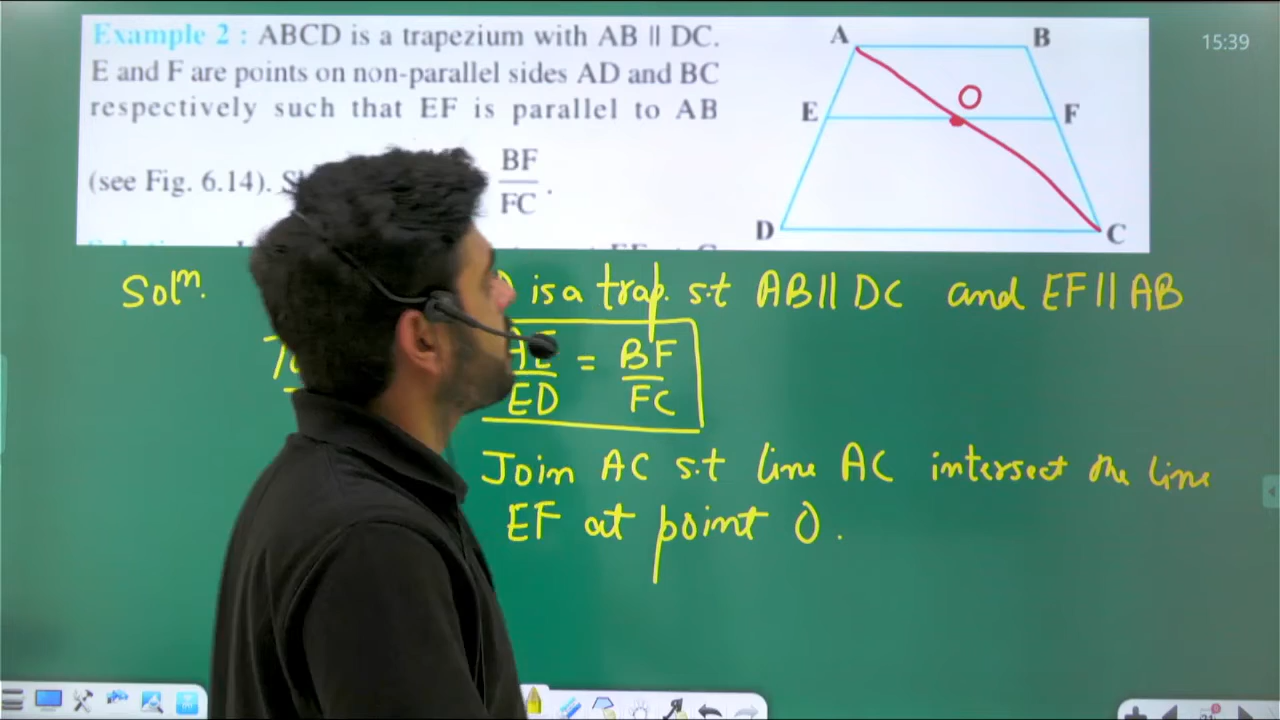 Example 2 : ABCD is a trapezium with AB || DC.
E and F are points on non-parallel sides AD and BC
respectively such that EF is parallel to AB
(see Fig. 6.14).
BF
FC
.
A
B
15:39
O
E
F
D
C
Solⁿ.
is a trap. s.t AB || DC and EF || AB
AE
ED
=
BF
FC
Join AC s.t line AC intersect the line
EF at point O.